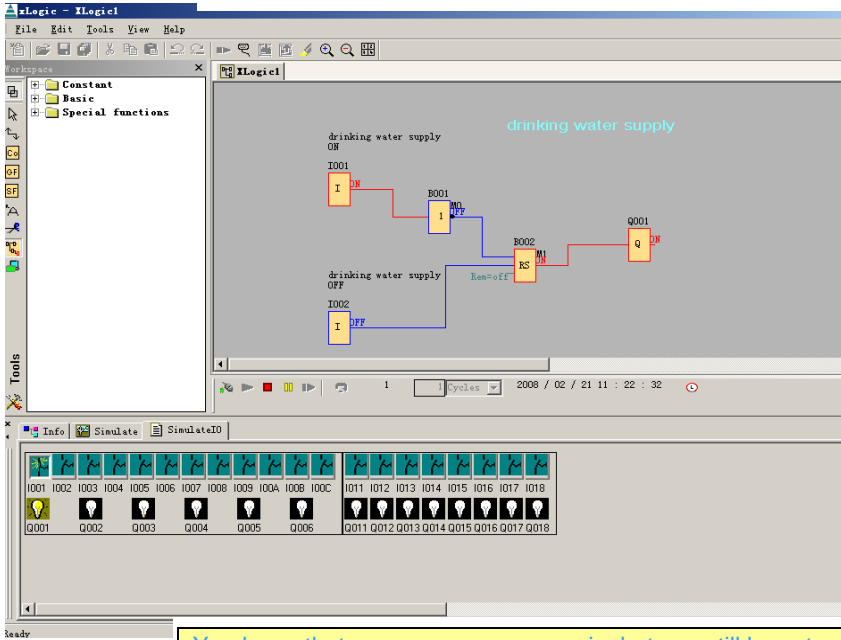 xLogic - XLogic1
File Edit Tools View Help
Workspace
XLogic1
Constant
Basic
Special functions
Co
GF
SF
Tools
drinking water supply
drinking water supply
ON
I001
I
ON
B001
1
M0
OFF
B002
RS
M1
ON
Rem=off
Q001
Q
ON
drinking water supply
OFF
I002
I
OFF
1 1 Cycles 2008 / 02 / 21 11 : 22 : 32
Info Simulate SimulateIO
I001 I002 I003 I004 I005 I006 I007 I008 I009 I00A I00B I00C I011 I012 I013 I014 I015 I016 I017 I018
Q001 Q002 Q003 Q004 Q005 Q006 Q011 Q012 Q013 Q014 Q015 Q016 Q017 Q018
Ready